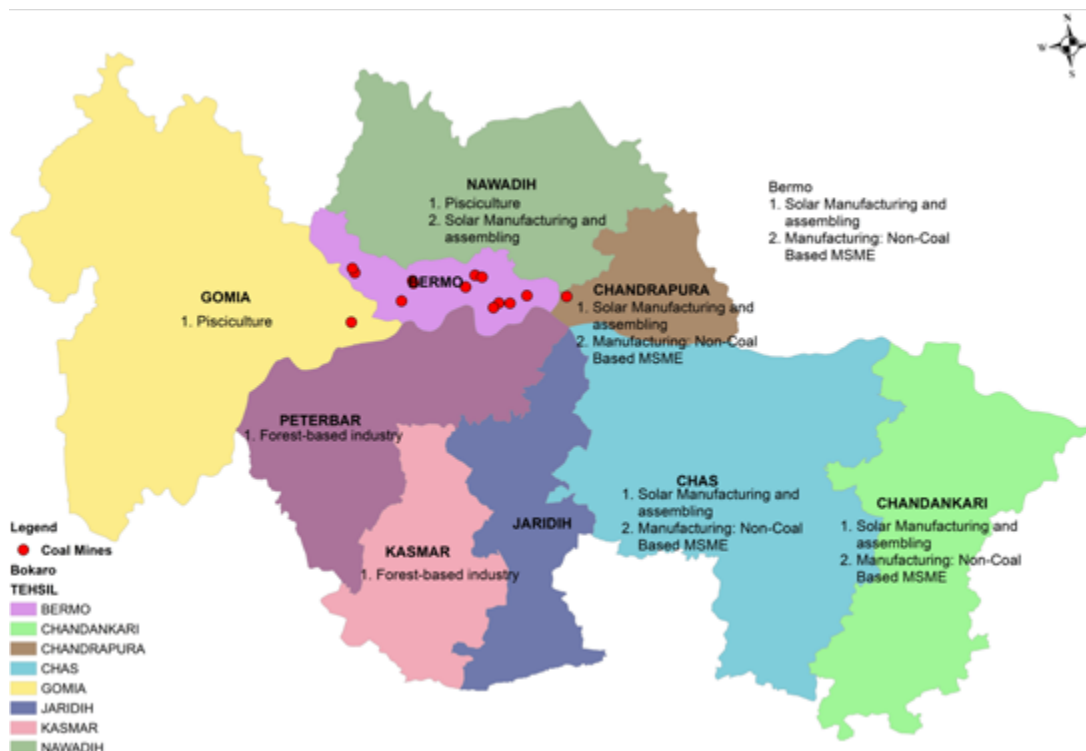 N
W
E
S
NAWADIH
1. Pisciculture
2. Solar Manufacturing and
assembling
Bermo
1. Solar Manufacturing and
assembling
2. Manufacturing: Non-Coal
Based MSME
BERMO
GOMIA
1. Pisciculture
CHANDRAPURA
1. Solar Manufacturing and
assembling
2. Manufacturing: Non-Coal
Based MSME
PETERBAR
1. Forest-based industry
CHAS
1. Solar Manufacturing and
assembling
2. Manufacturing: Non-Coal
Based MSME
CHANDANKARI
1. Solar Manufacturing and
assembling
2. Manufacturing: Non-Coal
Based MSME
JARIDIH
KASMAR
1. Forest-based industry
Legend
Coal Mines
Bokaro
TEHSIL
BERMO
CHANDANKARI
CHANDRAPURA
CHAS
GOMIA
JARIDIH
KASMAR
NAWADIH